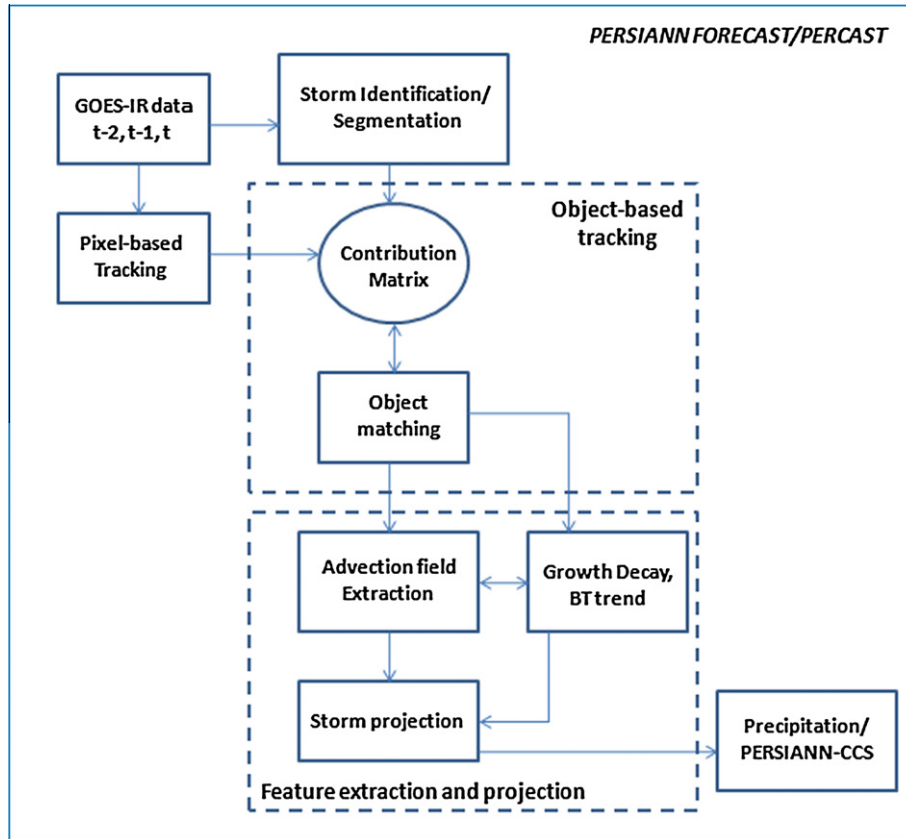 PERSIANN FORECAST/PERCAST
GOES-IR data
t-2, t-1, t
Storm Identification/
Segmentation
Object-based
tracking
Pixel-based
Tracking
Contribution
Matrix
Object
matching
Advection field
Extraction
Growth Decay,
BT trend
Storm projection
Precipitation/
PERSIANN-CCS
Feature extraction and projection